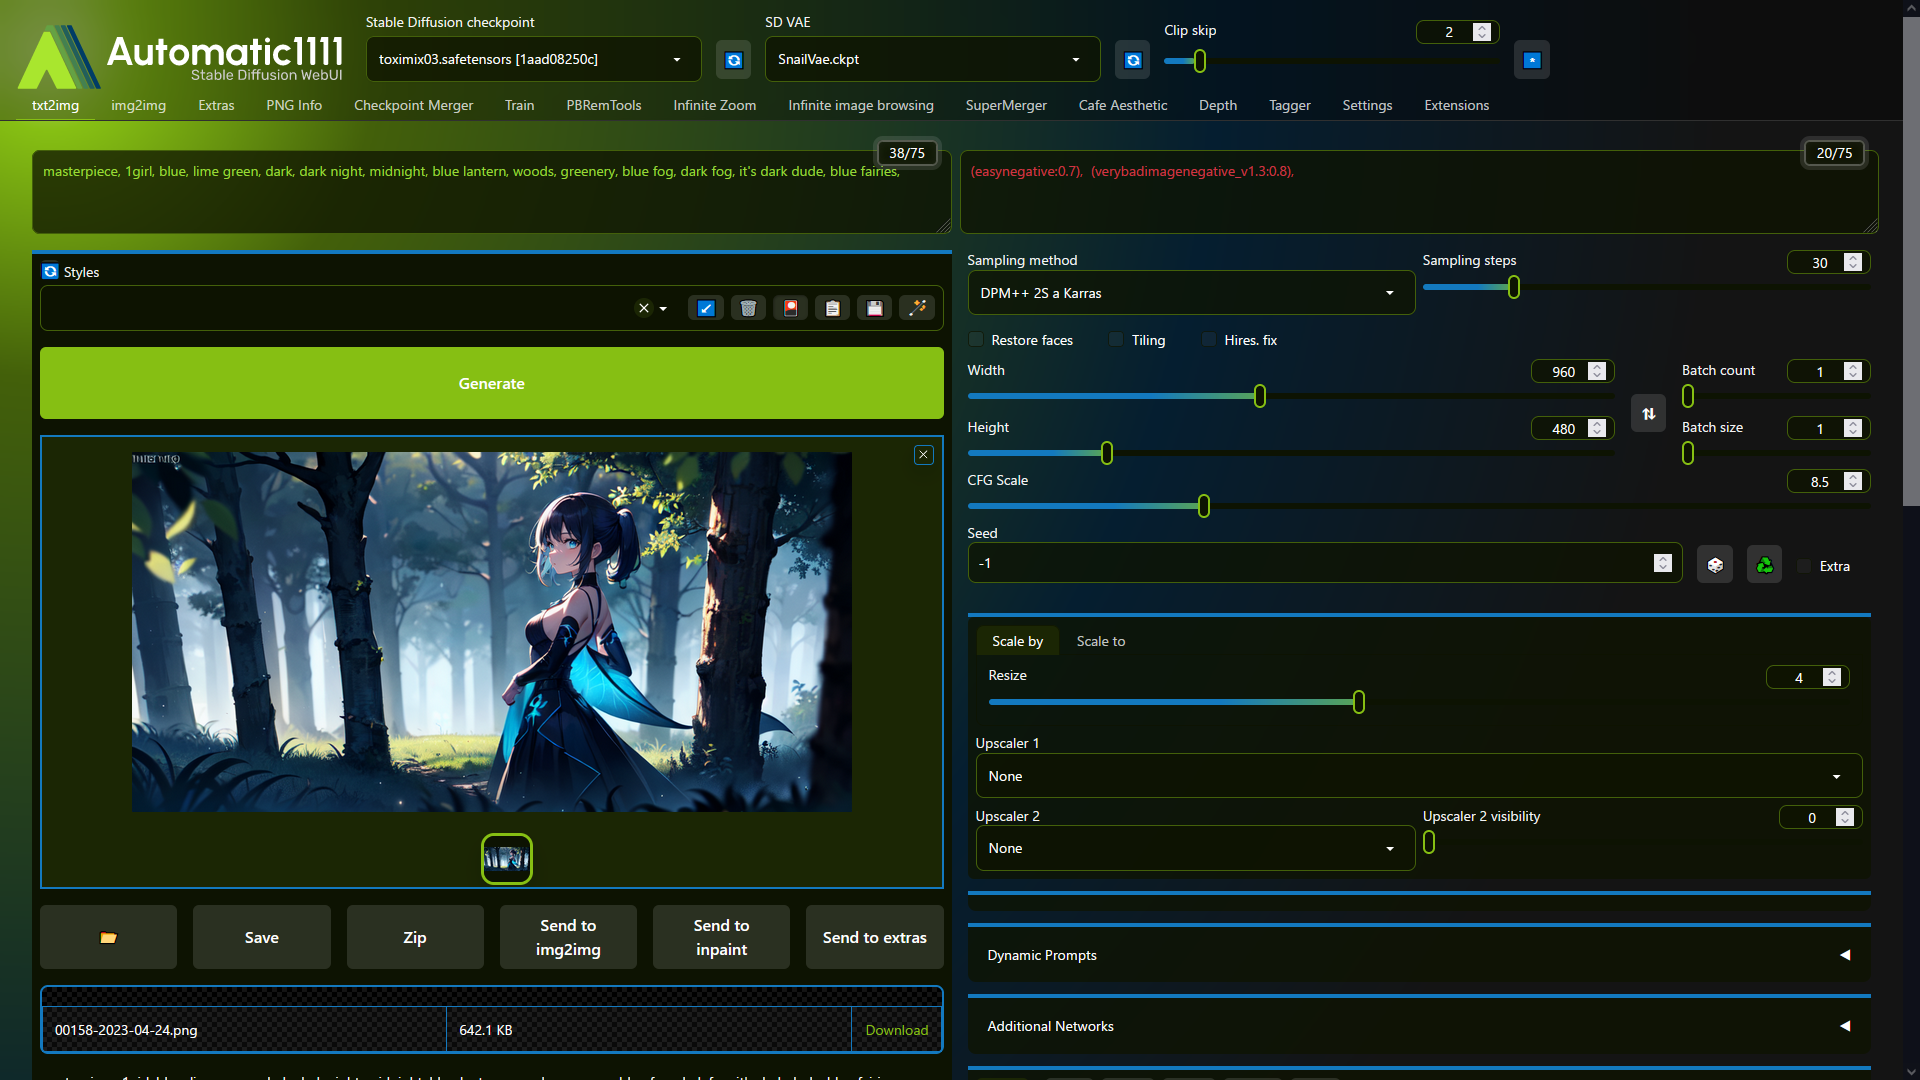 Automatic1111
Stable Diffusion WebUI
Stable Diffusion checkpoint
toximix03.safetensors [1aad08250c]
SD VAE
SnailVae.ckpt
Clip skip
2
txt2img
img2img
Extras
PNG Info
Checkpoint Merger
Train
PBRemTools
Infinite Zoom
Infinite image browsing
SuperMerger
Cafe Aesthetic
Depth
Tagger
Settings
Extensions
38/75
masterpiece, 1girl, blue, lime green, dark, dark night, midnight, blue lantern, woods, greenery, blue fog, dark fog, it's dark dude, blue fairies,
20/75
(easynegative:0.7), (verybadimagenegative_v1.3:0.8),
Styles
Generate
Save
Zip
Send to
img2img
Send to
inpaint
Send to extras
00158-2023-04-24.png
642.1 KB
Download
Sampling method
DPM++ 2S a Karras
Sampling steps
30
Restore faces
Tiling
Hires. fix
Width
960
Batch count
1
Height
480
Batch size
1
CFG Scale
8.5
Seed
-1
Extra
Scale by
Scale to
Resize
4
Upscaler 1
None
Upscaler 2
None
Upscaler 2 visibility
0
Dynamic Prompts
Additional Networks